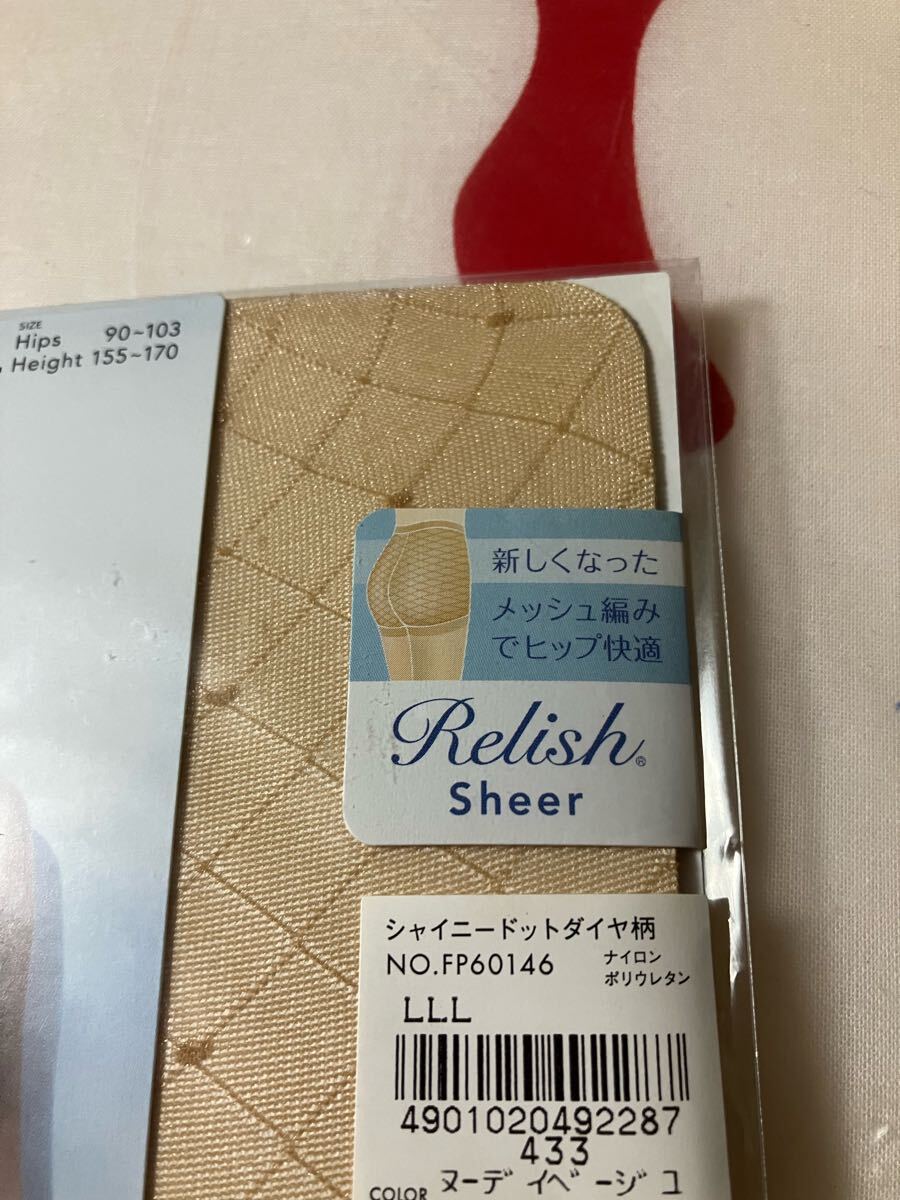 SIZE
Hips 90~103
Height 155~170
新しくなった
メッシュ編み
でヒップ快適
Relish®
Sheer
シャイニードットダイヤ柄
NO.FP60146 ナイロン
ポリウレタン
LLL
4901020492287
433
COLOR ヌーディベージュ